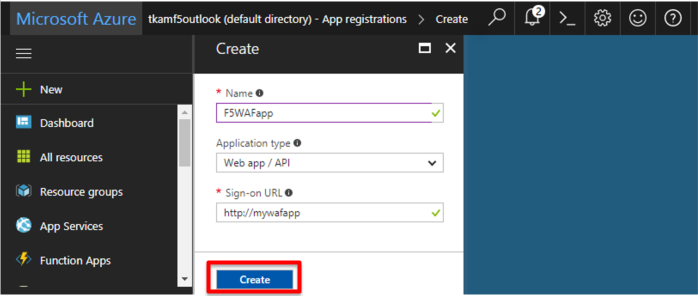 Microsoft Azure tkamf5outlook (default directory) - App registrations > Create 2
Create
New
Dashboard
All resources
Resource groups
App Services
Function Apps
* Name
F5WAFapp
Application type
Web app / API
* Sign-on URL
http://mywafapp
Create